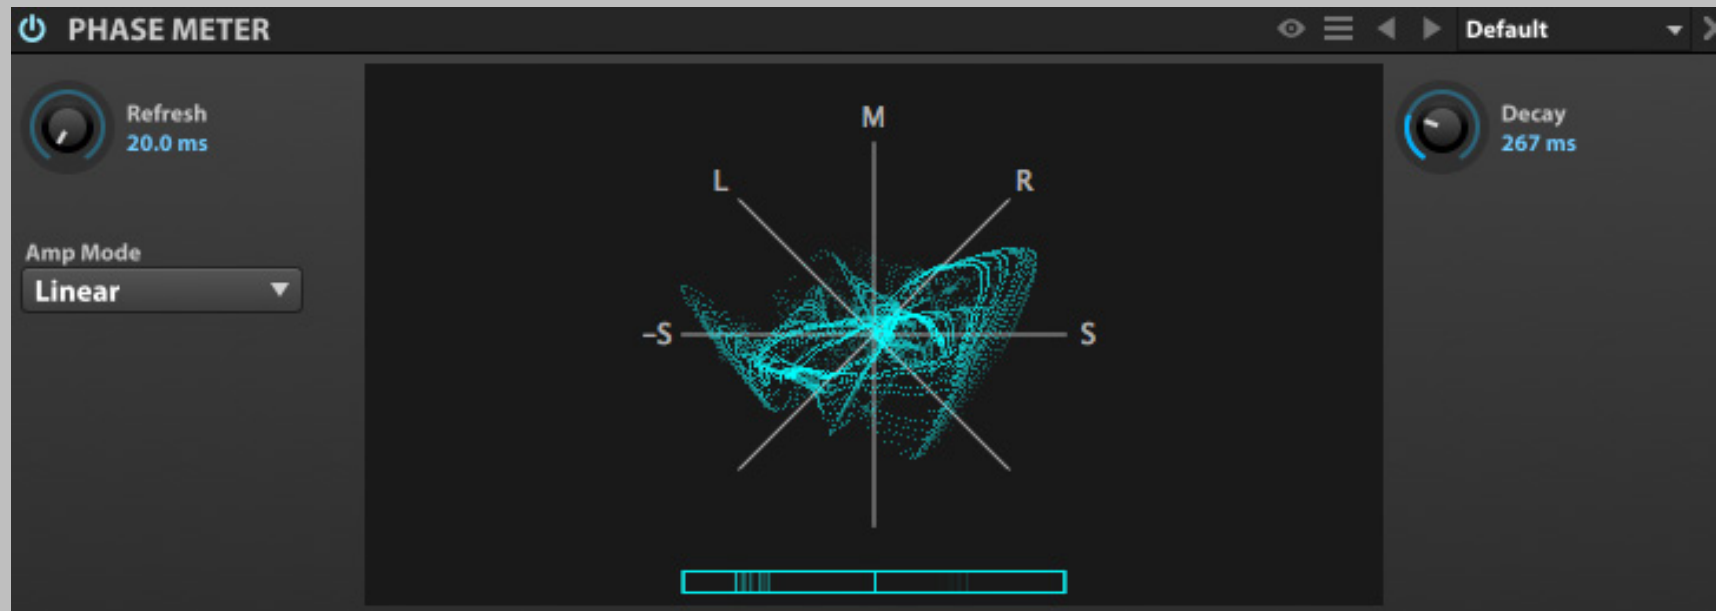 PHASE METER
Default
Refresh
20.0 ms
Amp Mode
Linear
M
L
R
–S
S
Decay
267 ms